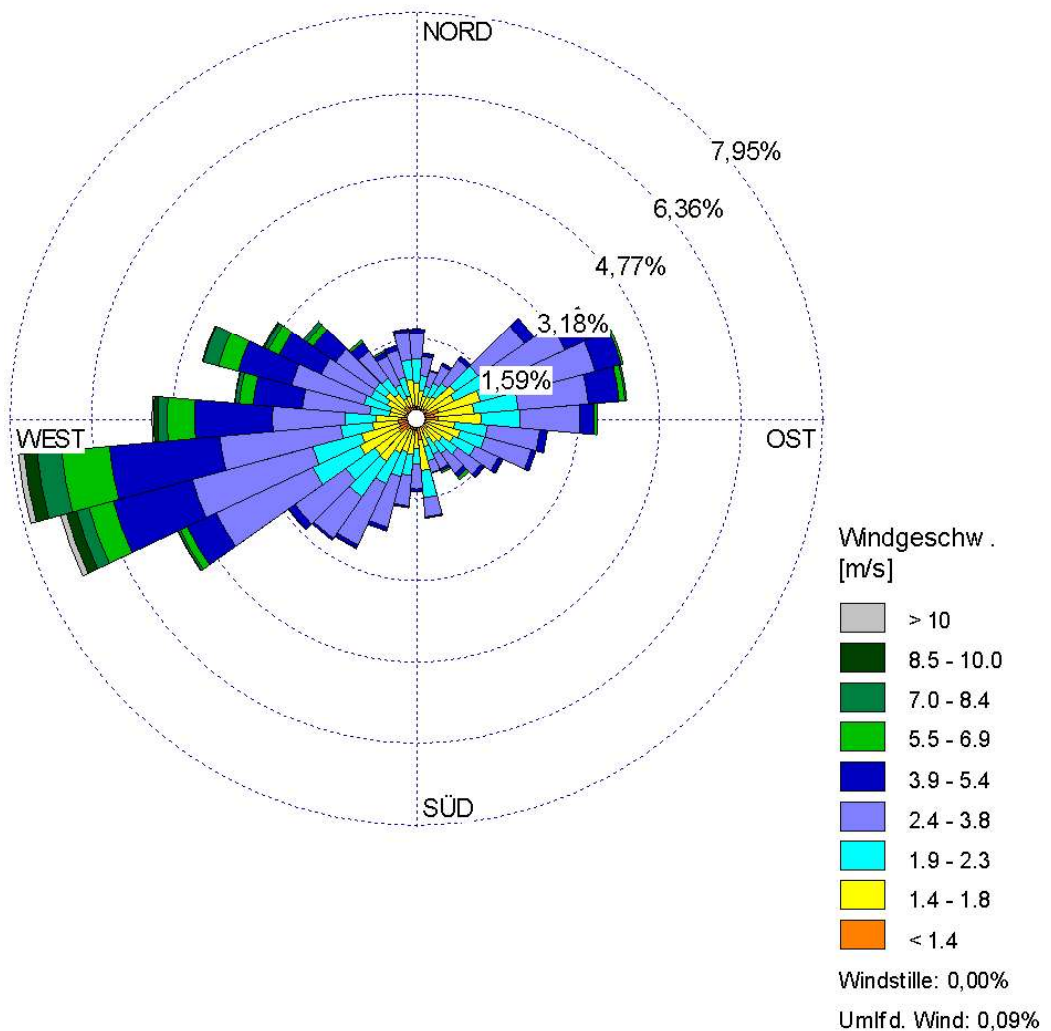 NORD
7,95%
6,36%
4,77%
3,18%
1,59%
WEST
OST
SÜD
Windgeschw .
[m/s]
> 10
8.5 - 10.0
7.0 - 8.4
5.5 - 6.9
3.9 - 5.4
2.4 - 3.8
1.9 - 2.3
1.4 - 1.8
< 1.4
Windstille: 0,00%
Umlfd. Wind: 0,09%